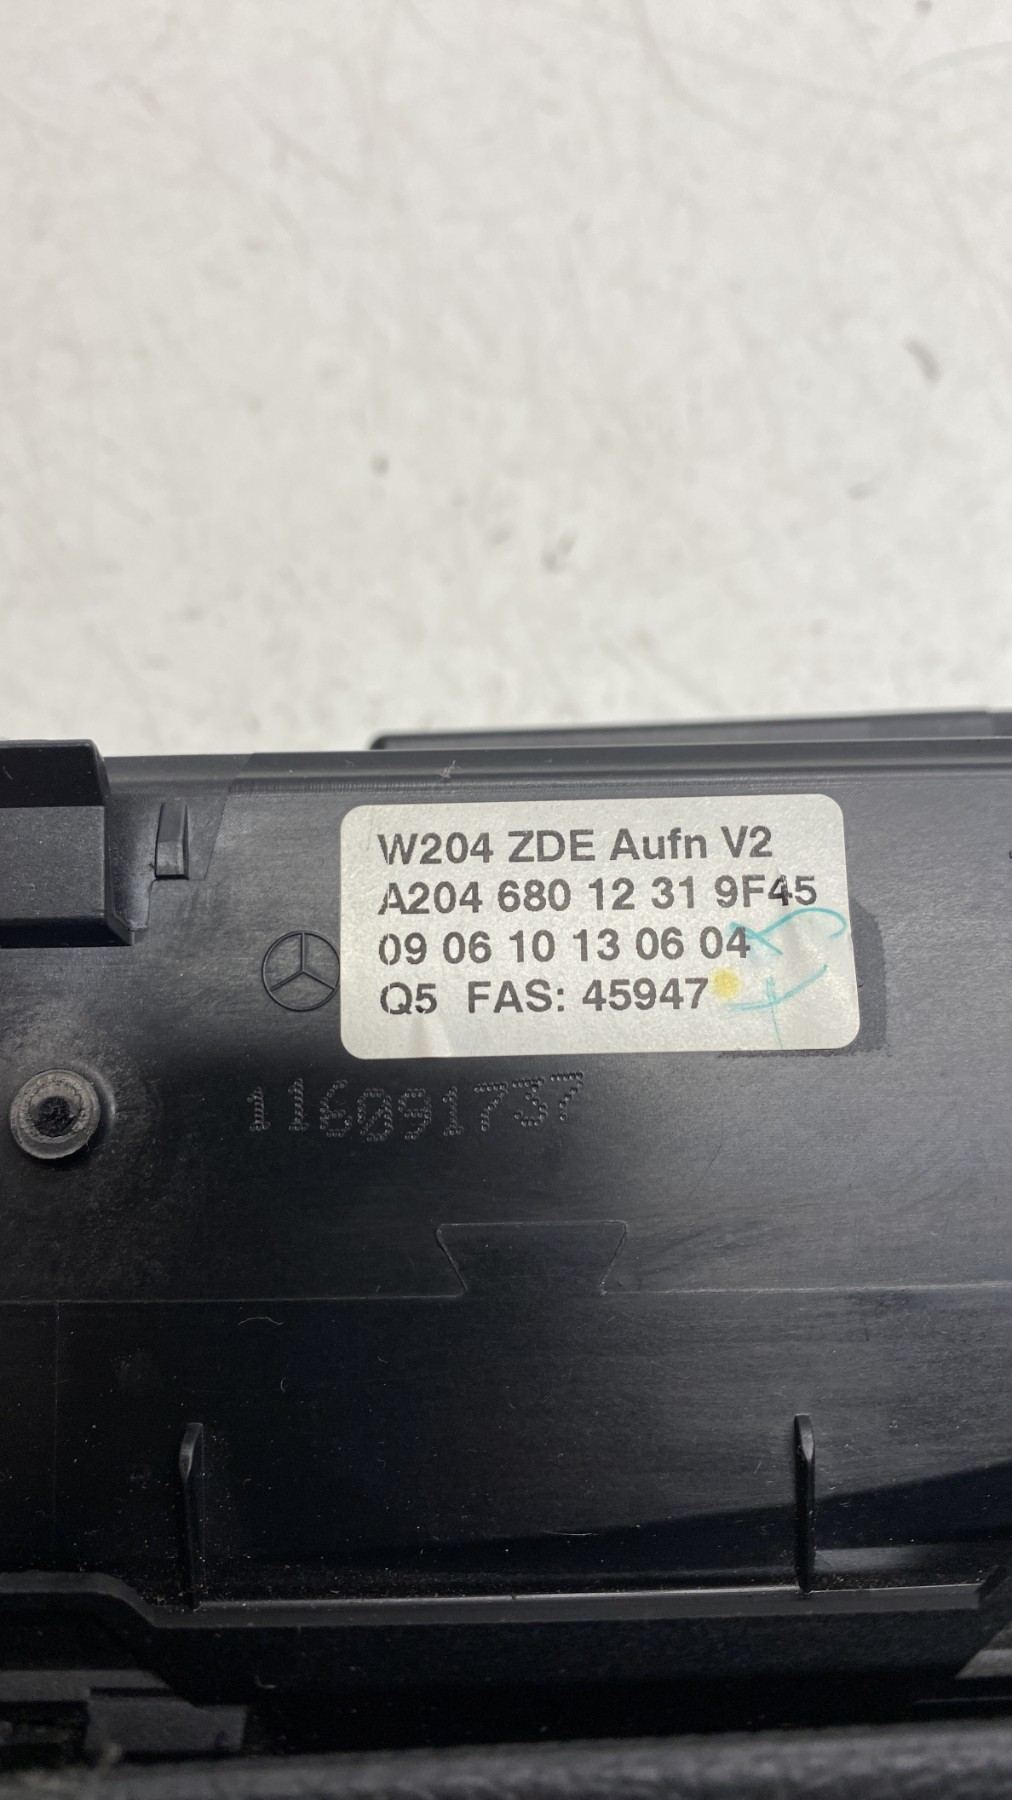 W204 ZDE Aufn V2
A204 680 12 31 9F45
09 06 10 13 06 04
Q5 FAS: 45947
116091737